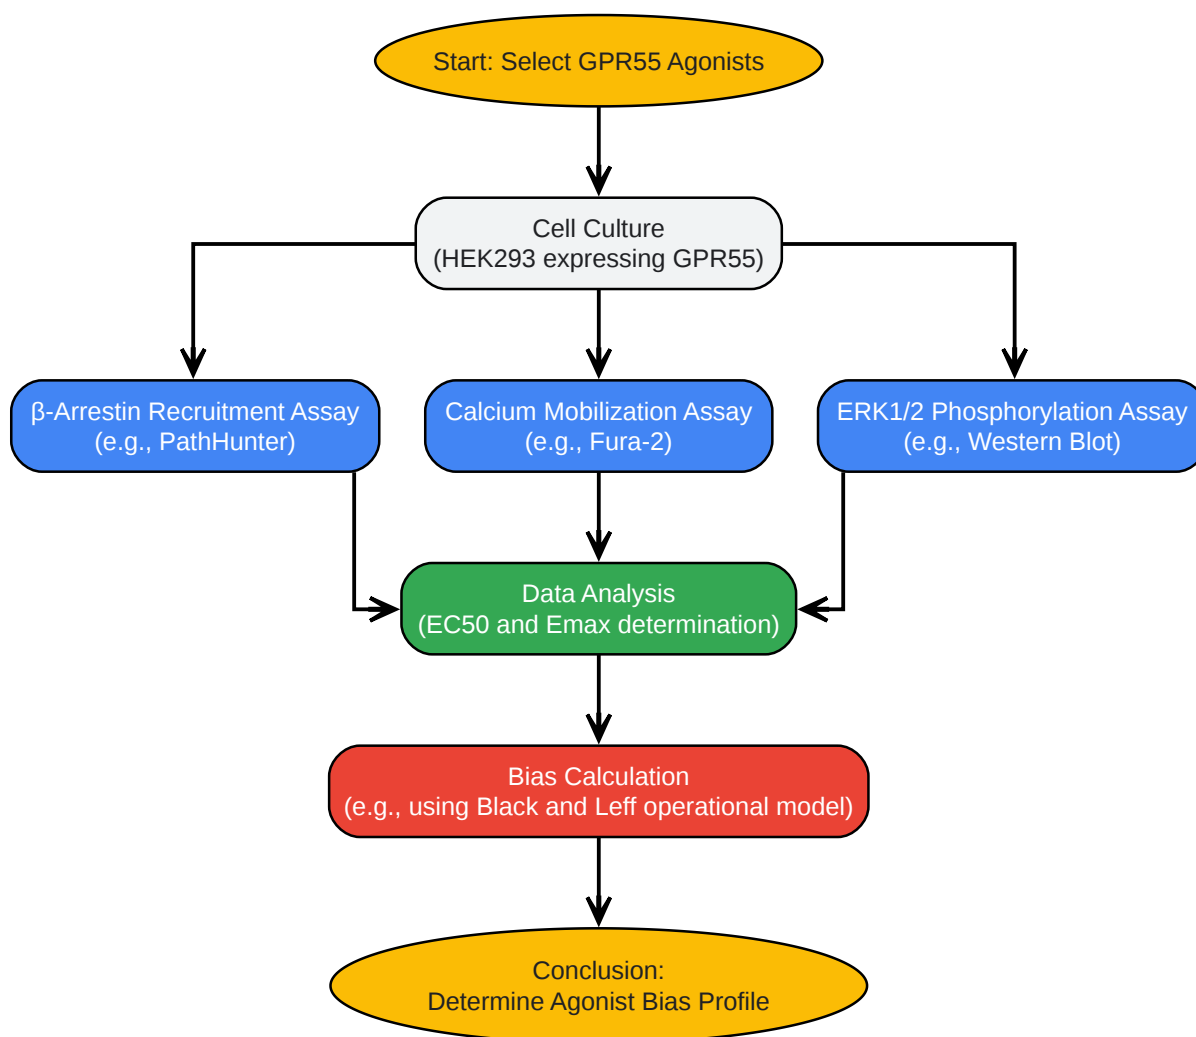 Start: Select GPR55 Agonists
Cell Culture
(HEK293 expressing GPR55)
β-Arrestin Recruitment Assay
(e.g., PathHunter)
Calcium Mobilization Assay
(e.g., Fura-2)
ERK1/2 Phosphorylation Assay
(e.g., Western Blot)
Data Analysis
(EC50 and Emax determination)
Bias Calculation
(e.g., using Black and Leff operational model)
Conclusion:
Determine Agonist Bias Profile